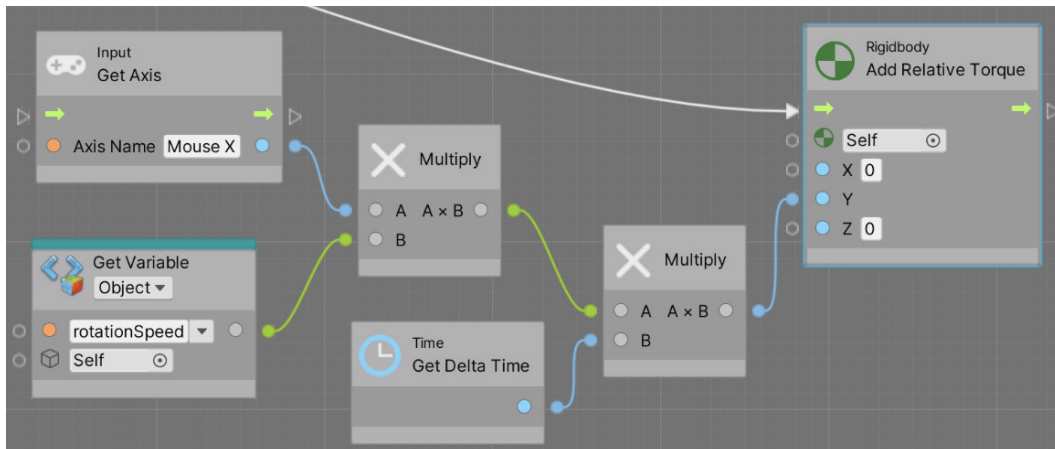 Input
Get Axis
Axis Name Mouse X
Get Variable
Object
rotationSpeed
Self
Multiply
A A × B
B
Time
Get Delta Time
Multiply
A A × B
B
Rigidbody
Add Relative Torque
Self
X 0
Y
Z 0